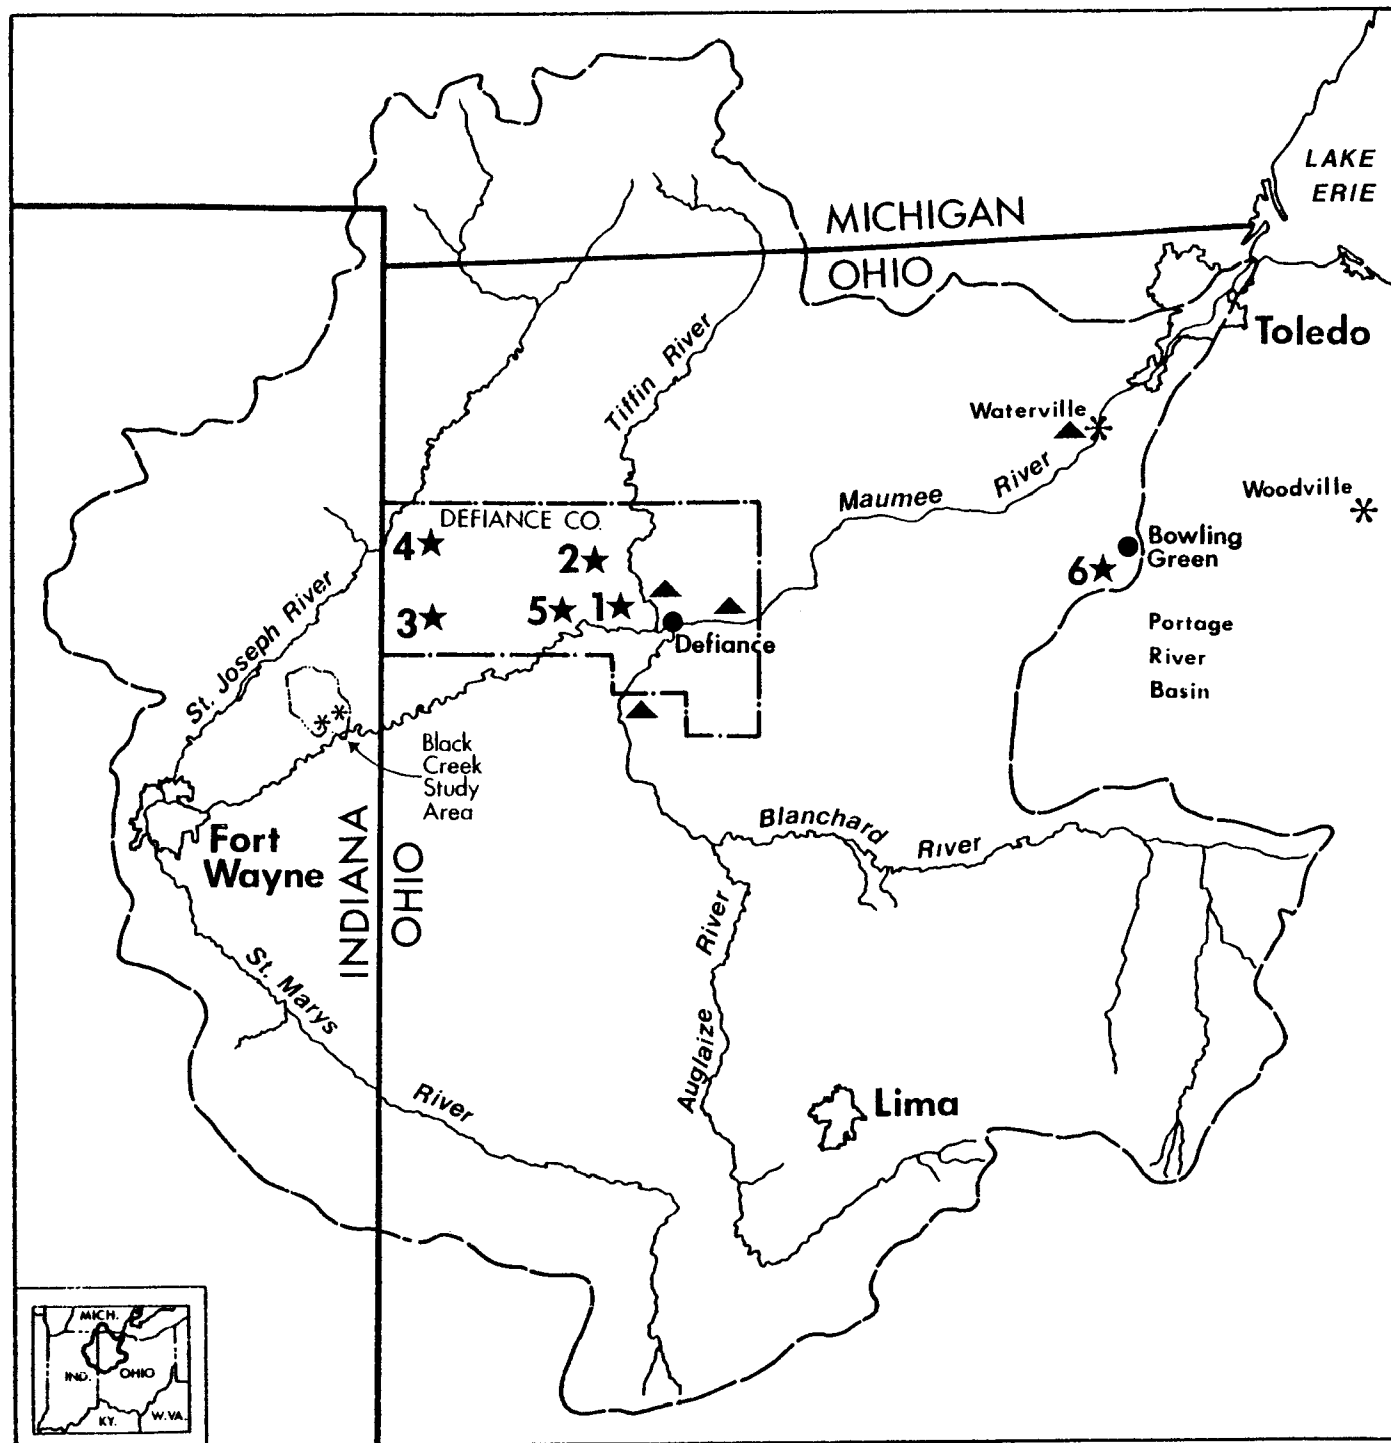 LAKE
ERIE
MICHIGAN
OHIO
Toledo
Tiffin River
Waterville
Woodville
Maumee River
DEFIANCE CO.
4
2
Bowling
Green
6
5
1
3
Defiance
Portage
River
Basin
St. Joseph River
Black
Creek
Study
Area
Fort
Wayne
INDIANA
OHIO
Blanchard River
Auglaize River
St. Marys River
Lima
MICH.
IND.
OHIO
KY.
W.VA.